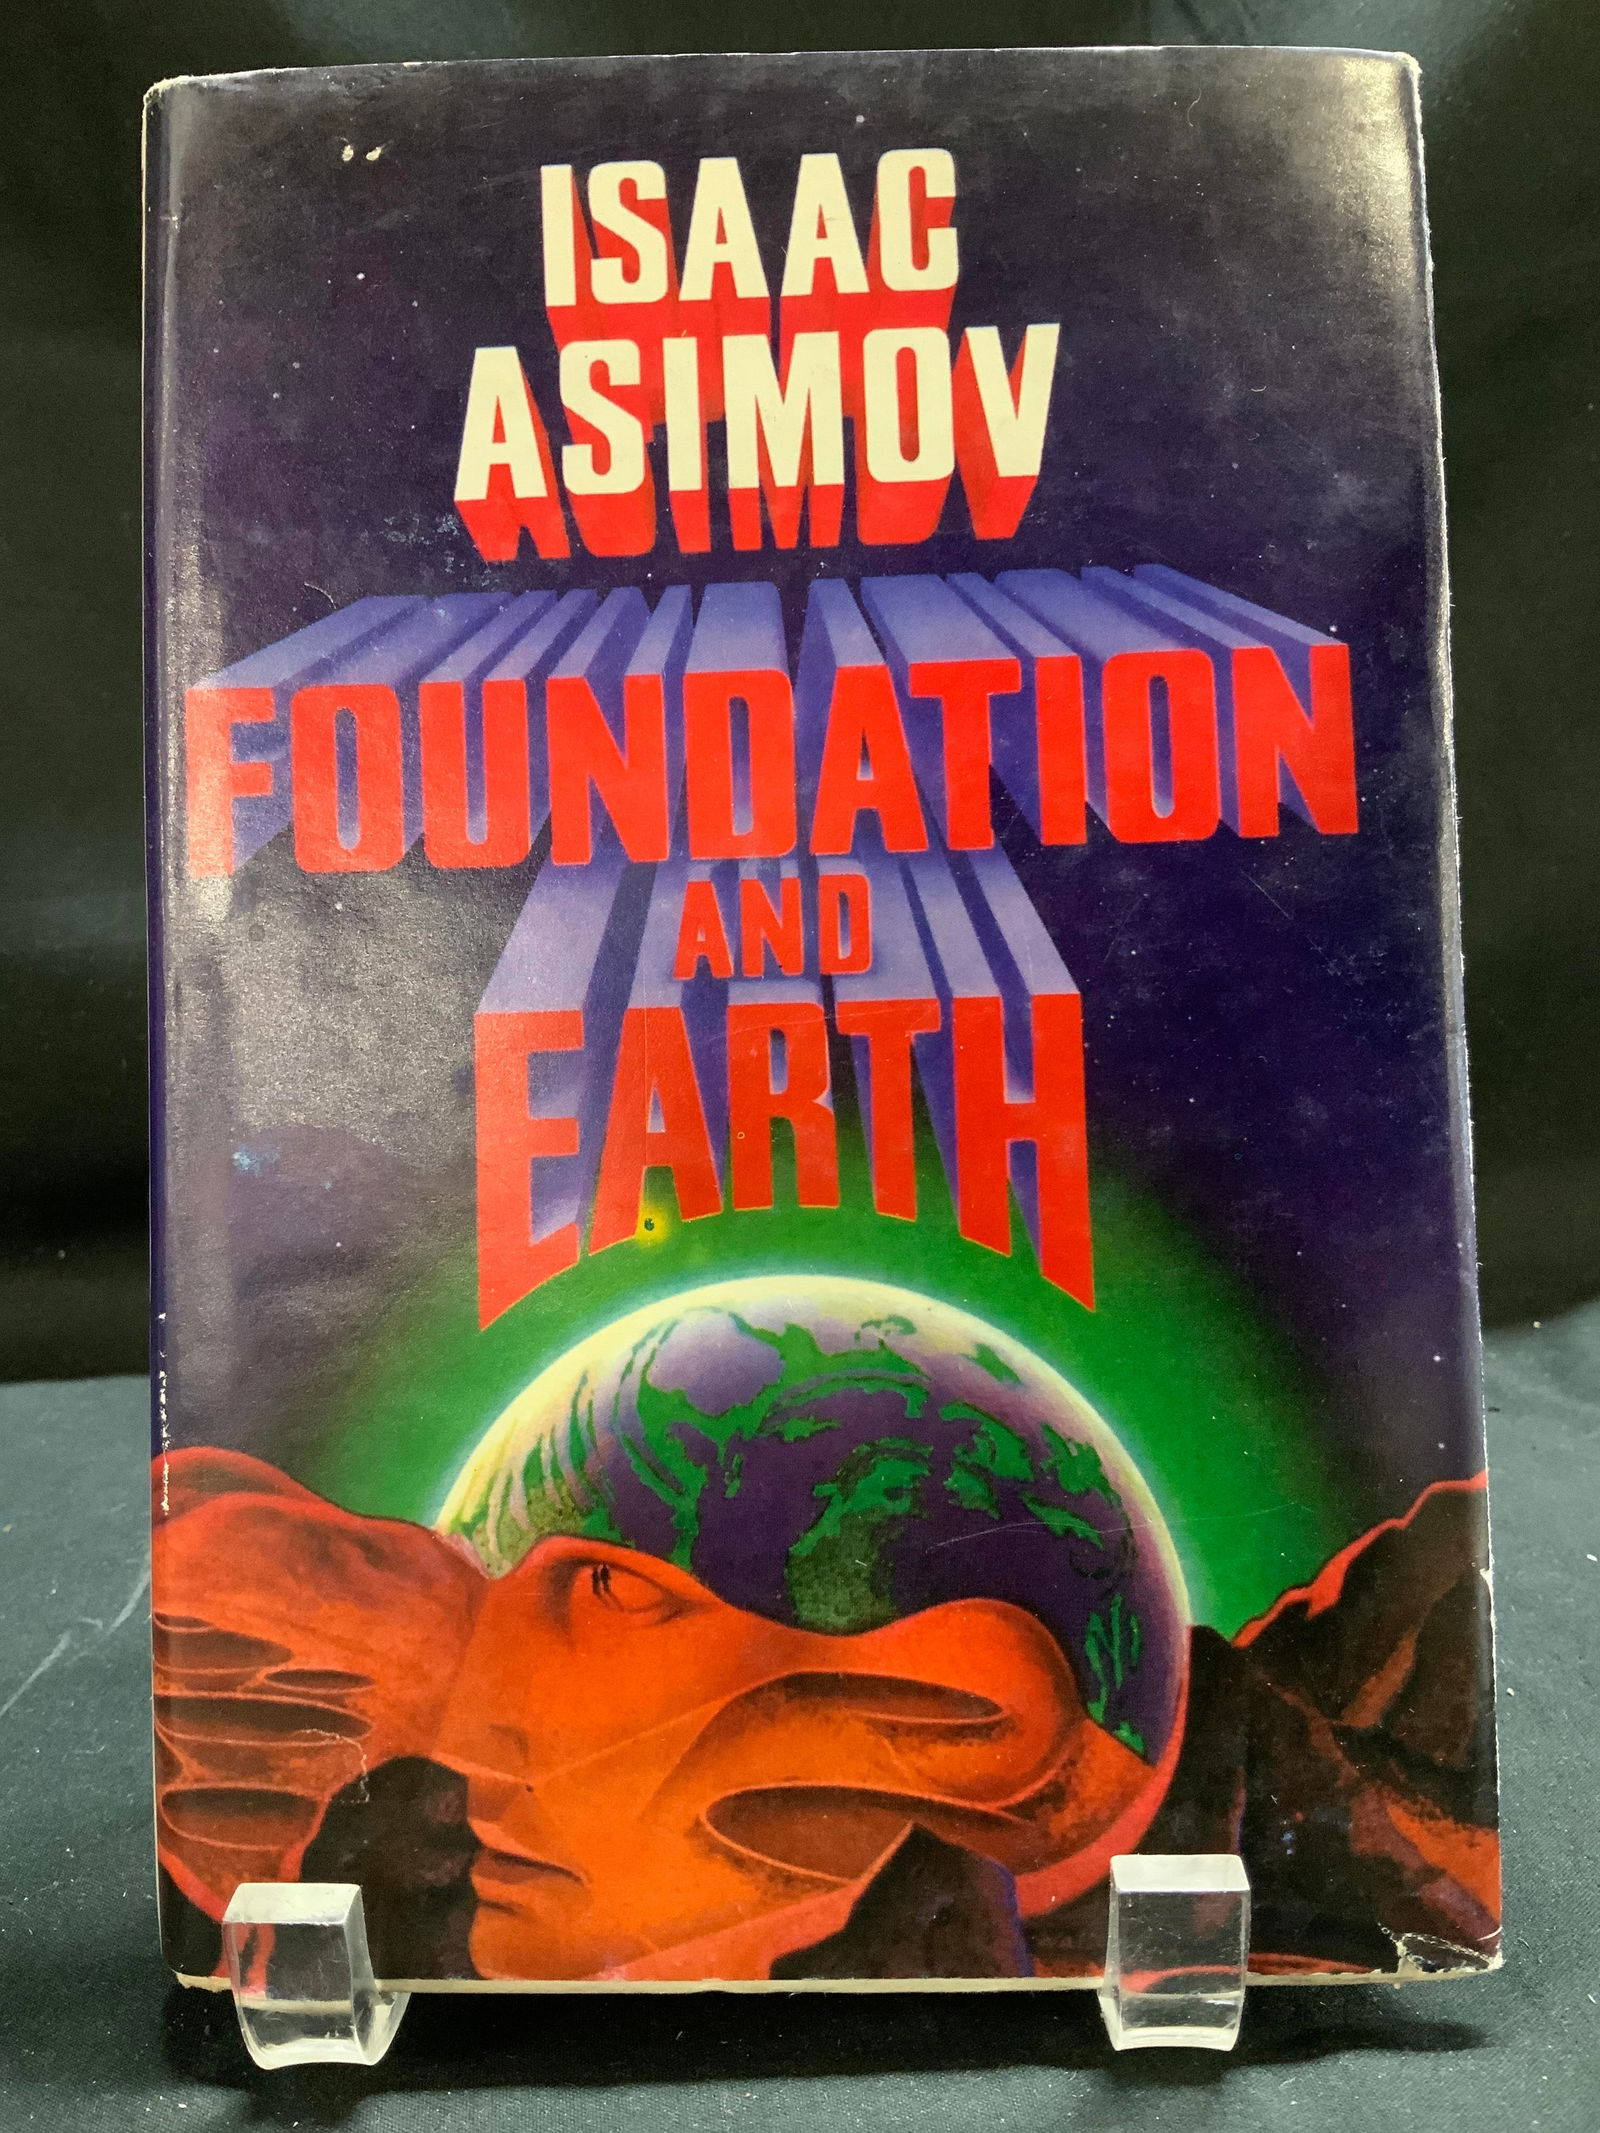 ISAAC
ASIMOV
FOUNDATION
AND
EARTH